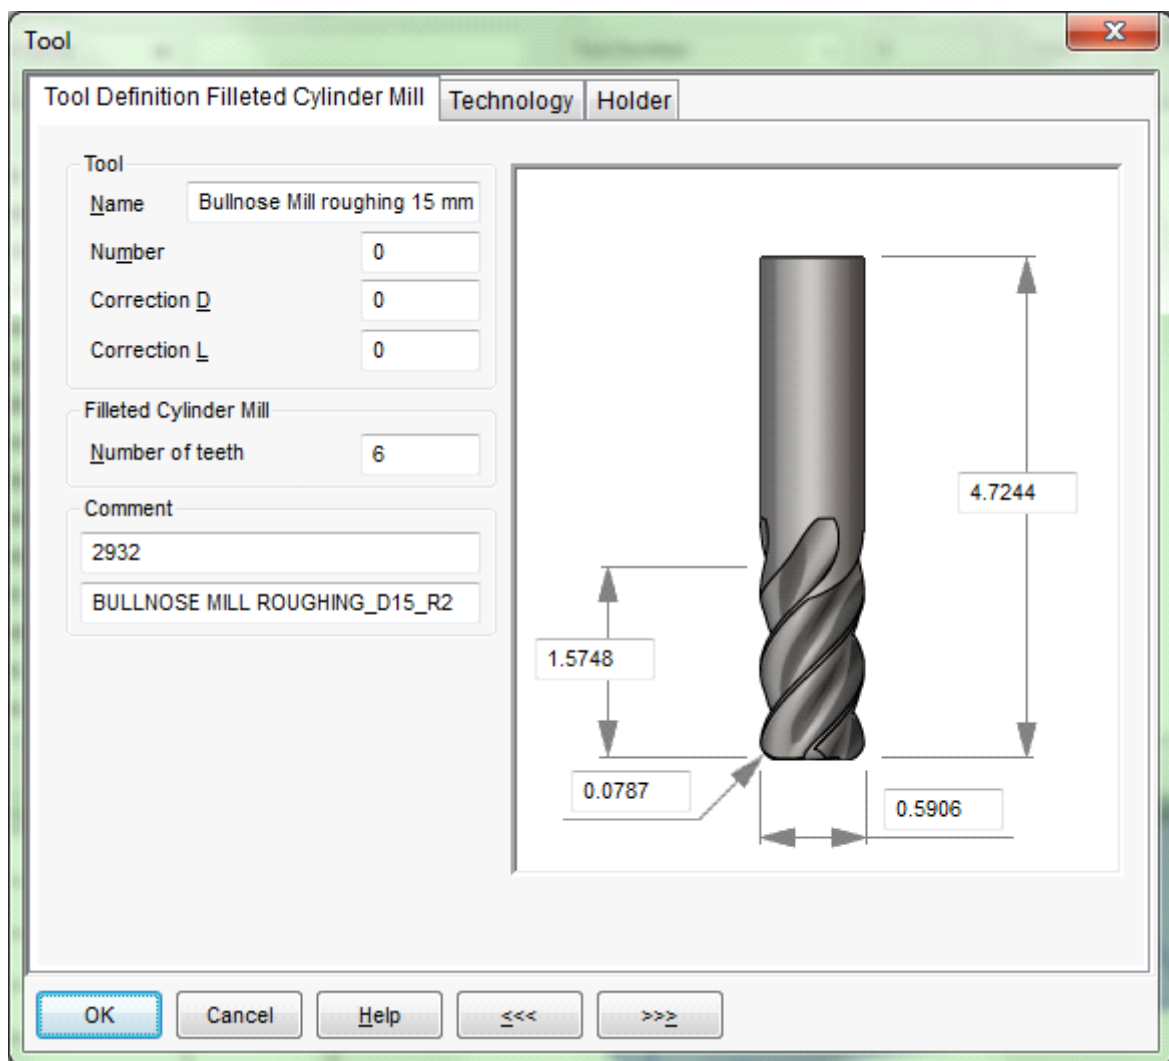 Tool
Tool Definition Filleted Cylinder Mill
Technology
Holder
Tool
Name
Bullnose Mill roughing 15 mm
Number
0
Correction D
0
Correction L
0
Filleted Cylinder Mill
Number of teeth
6
Comment
2932
BULLNOSE MILL ROUGHING_D15_R2
4.7244
1.5748
0.0787
0.5906
OK
Cancel
Help
<<<
>>>